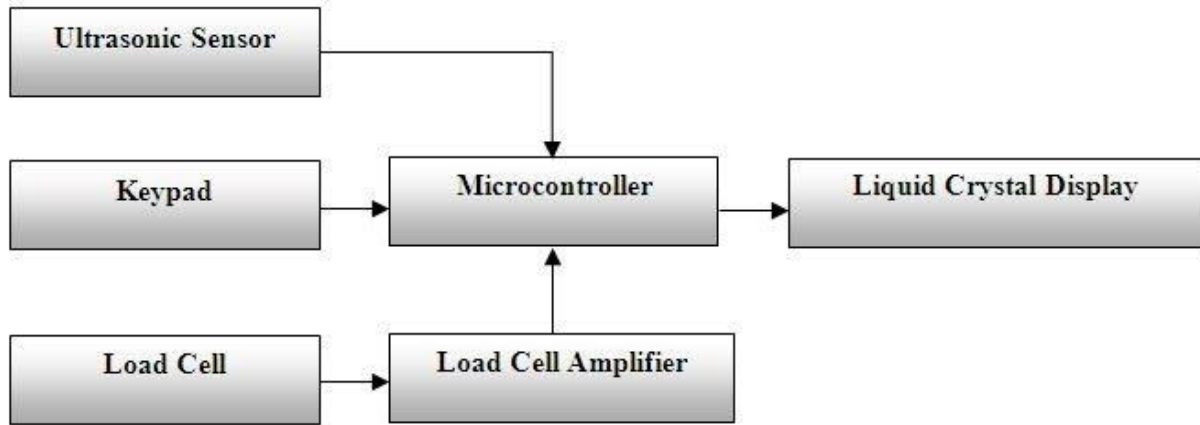 Ultrasonic Sensor
Keypad
Microcontroller
Liquid Crystal Display
Load Cell
Load Cell Amplifier